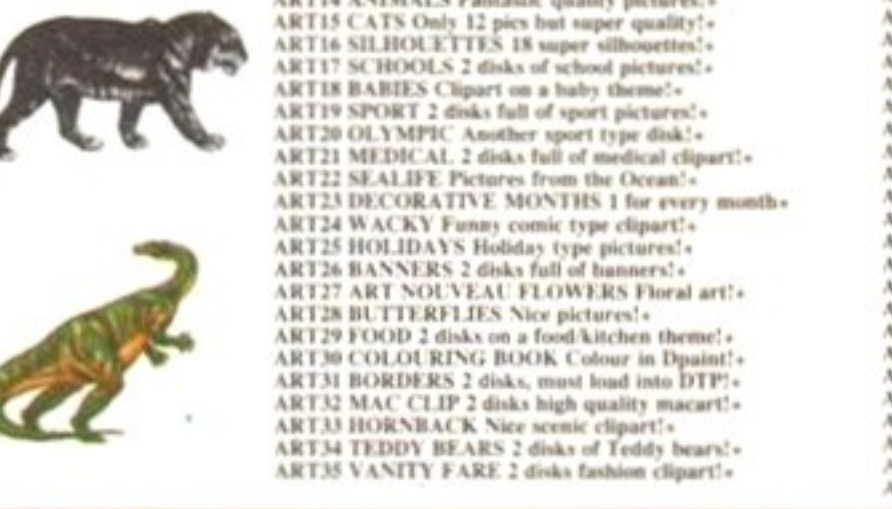 ART14 ANIMALS Fantastic quality pictures!+
ART15 CATS Only 12 pics but super quality!+
ART16 SILHOUETTES 18 super silhouettes!+
ART17 SCHOOLS 2 disks of school pictures!+
ART18 BABIES Clipart on a baby theme!+
ART19 SPORT 2 disks full of sport pictures!+
ART20 OLYMPIC Another sport type disk!+
ART21 MEDICAL 2 disks full of medical clipart!+
ART22 SEALIFE Pictures from the Ocean!+
ART23 DECORATIVE MONTHS 1 for every month+
ART24 WACKY Funny comic type clipart!+
ART25 HOLIDAYS Holiday type pictures!+
ART26 BANNERS 2 disks full of banners!+
ART27 ART NOUVEAU FLOWERS Floral art!+
ART28 BUTTERFLIES Nice pictures!+
ART29 FOOD 2 disks on a food/kitchen theme!+
ART30 COLOURING BOOK Colour in Dpaint!+
ART31 BORDERS 2 disks, must load into DTP!+
ART32 MAC CLIP 2 disks high quality macart!+
ART33 HORNBACK Nice scenic clipart!+
ART34 TEDDY BEARS 2 disks of Teddy bears!+
ART35 VANITY FARE 2 disks fashion clipart!+